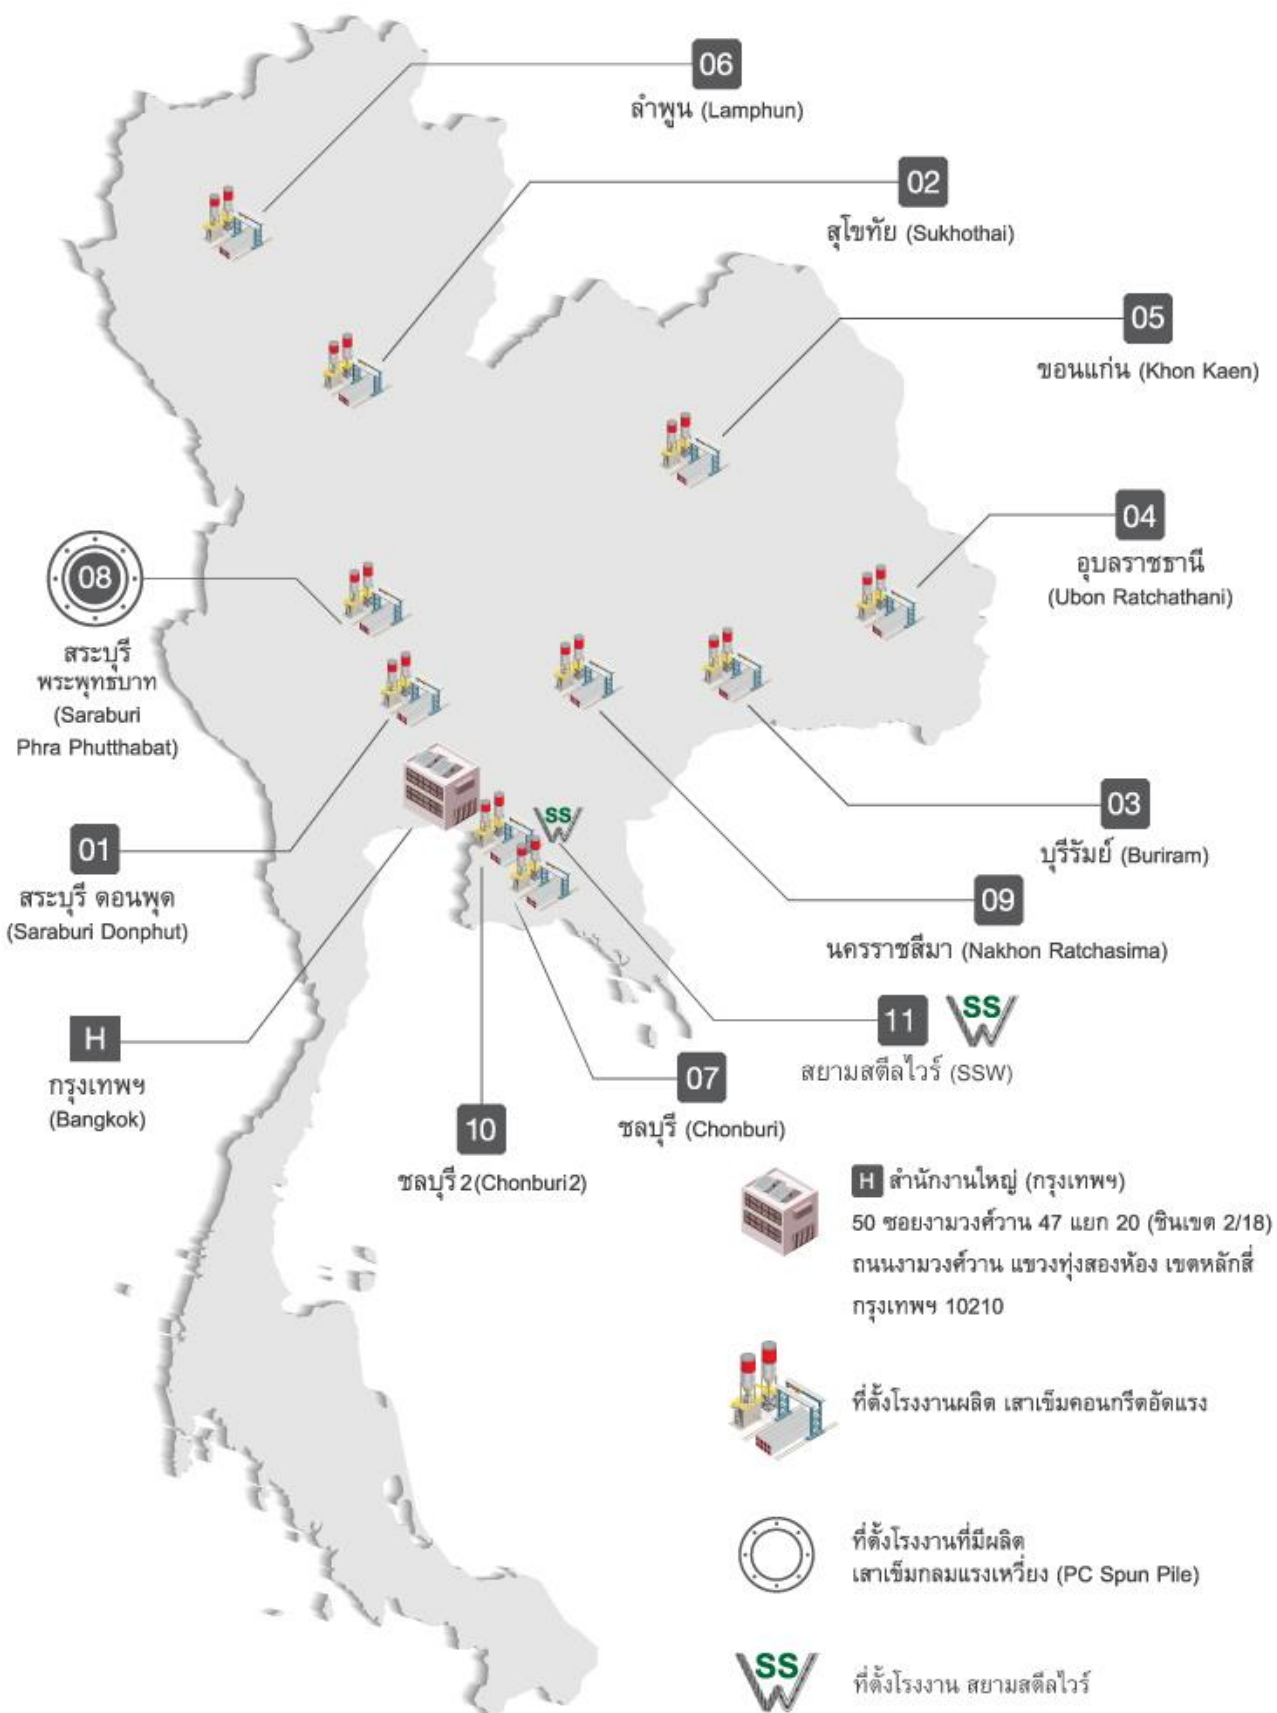 06
ลำพูน (Lamphun)
02
สุโขทัย (Sukhothai)
05
ขอนแก่น (Khon Kaen)
04
อุบลราชธานี
(Ubon Ratchathani)
08
สระบุรี
พระพุทธบาท
(Saraburi
Phra Phutthabat)
03
บุรีรัมย์ (Buriram)
01
สระบุรี ดอนพุด
(Saraburi Donphut)
SS
W
09
นครราชสีมา (Nakhon Ratchasima)
H
กรุงเทพฯ
(Bangkok)
11
SS
W
สยามสตีลไวร์ (SSW)
07
ชลบุรี (Chonburi)
10
ชลบุรี2(Chonburi2)
H สำนักงานใหญ่ (กรุงเทพฯ)
50 ซอยงามวงศ์วาน 47 แยก 20 (ชินเขต 2/18)
ถนนงามวงศ์วาน แขวงทุ่งสองห้อง เขตหลักสี่
กรุงเทพฯ 10210
ที่ตั้งโรงงานผลิต เสาเข็มคอนกรีตอัดแรง
ที่ตั้งโรงงานที่มีผลิต
เสาเข็มกลมแรงเหวี่ยง (PC Spun Pile)
SS
W
ที่ตั้งโรงงาน สยามสตีลไวร์